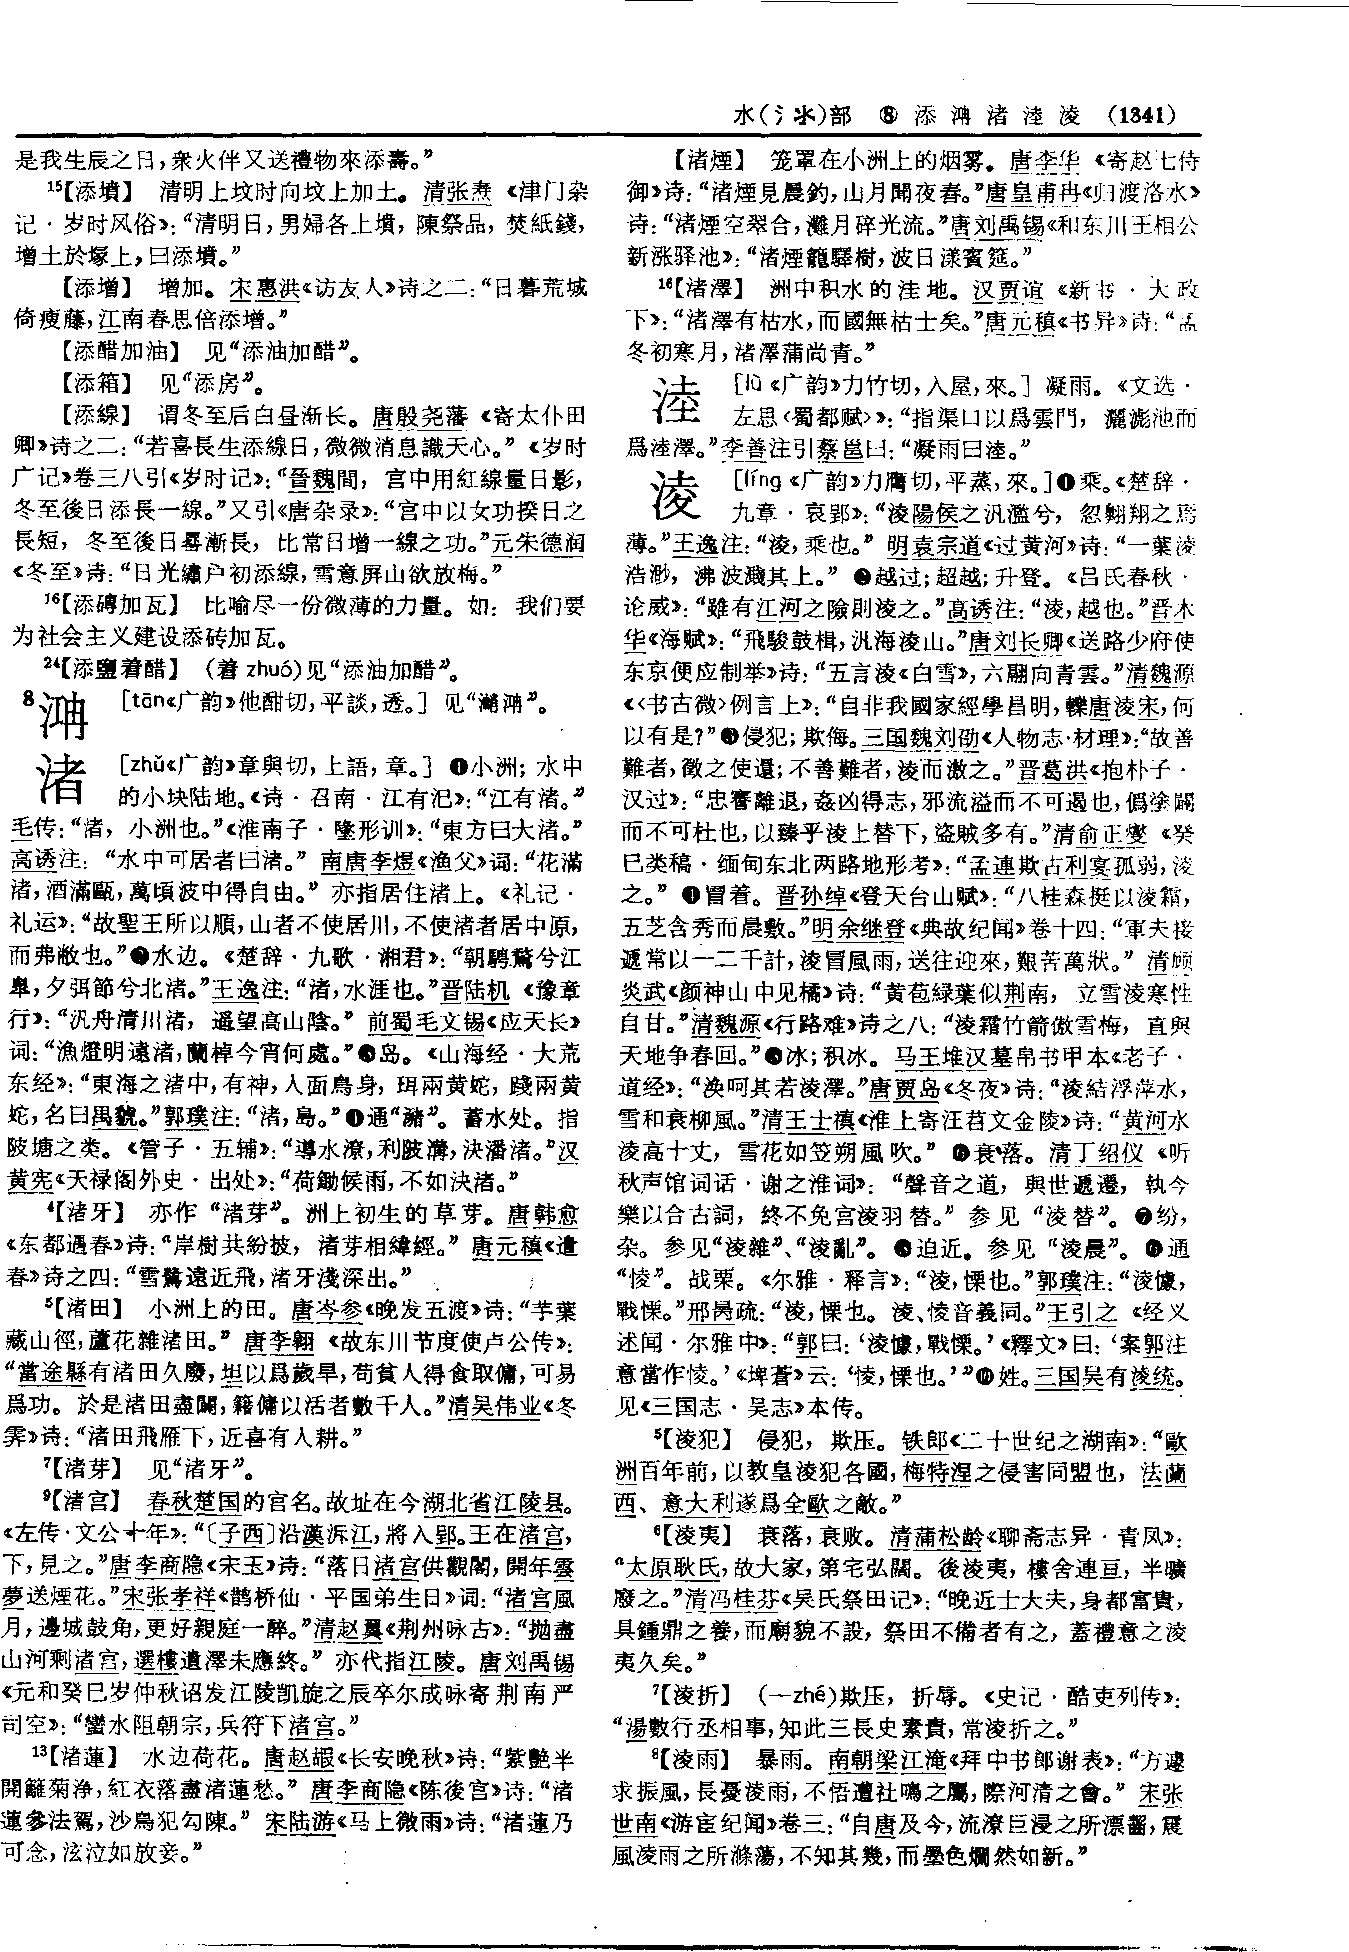 水(氵氺)部 ⑧ 添 渚 淕 淩 (1341)
是我生辰之日，衆火伴又送禮物來添壽。”
15【添墳】 清明上坟时向坟上加土。清张焘《津门杂
记·岁时风俗》：“清明日，男婦各上墳，陳祭品，焚紙錢，
增土於塚上，曰添墳。”
【添增】 增加。宋惠洪《访友人》诗之二：“日暮荒城
倚瘦藤，江南春思倍添增。”
【添醋加油】 见“添油加醋”。
【添箱】 见“添房”。
【添線】 谓冬至后白昼渐长。唐殷尧藩《寄太仆田
卿》诗之二：“若喜長生添線日，微微消息識天心。”《岁时
广记》卷三八引《岁时记》：“晉魏間，宫中用紅線量日影，
冬至後日添長一線。”又引《唐杂录》：“宫中以女功揆日之
長短，冬至後日晷漸長，比常日增一線之功。”元朱德润
《冬至》诗：“日光繡户初添線，雪意屏山欲放梅。”
16【添磚加瓦】 比喻尽一份微薄的力量。如：我们要
为社会主义建设添砖加瓦。
24【添鹽着醋】 (着 zhuó)见“添油加醋”。
8 [tān《广韵》他酣切，平談，透。] 见
渚 [zhǔ《广韵》章與切，上語，章。] ❶小洲；水中
的小块陆地。《诗·召南·江有汜》：“江有渚。”
毛传：“渚，小洲也。”《淮南子·墬形训》：“東方曰大渚。”
高诱注：“水中可居者曰渚。”南唐李煜《渔父》词：“花滿
渚，酒滿甌，萬頃波中得自由。”亦指居住渚上。《礼记·
礼运》：“故聖王所以順，山者不使居川，不使渚者居中原，
而弗敝也。”❷水边。《楚辞·九歌·湘君》：“朝騁騖兮江
皋，夕弭節兮北渚。”王逸注：“渚，水涯也。”晋陆机《豫章
行》：“汎舟清川渚，遥望高山陰。”前蜀毛文锡《应天长》
词：“漁燈明遠渚，蘭棹今宵何處。”❸岛。《山海经·大荒
东经》：“東海之渚中，有神，人面鳥身，珥兩黄蛇，踐兩黄
蛇，名曰禺䝞。”郭璞注：“渚，島。”❹通“瀦”。蓄水处。指
陂塘之类。《管子·五辅》：“導水潦，利陂溝，決潘渚。”汉
黄宪《天禄阁外史·出处》：“荷鋤候雨，不如決渚。”
4【渚牙】 亦作“渚芽”。洲上初生的草芽。唐韩愈
《东都遇春》诗：“岸樹共紛披，渚芽相緯經。”唐元稹《遣
春》诗之四：“雪鷺遠近飛，渚牙淺深出。”
5【渚田】 小洲上的田。唐岑参《晚发五渡》诗：“芋葉
藏山徑，蘆花雜渚田。”唐李翱《故东川节度使卢公传》：
“當途縣有渚田久廢，坦以爲歲旱，苟貧人得食取傭，可易
爲功。於是渚田盡闢，藉傭以活者數千人。”清吴伟业《冬
霁》诗：“渚田飛雁下，近喜有人耕。”
7【渚芽】 见“渚牙”。
9【渚宫】 春秋楚国的宫名。故址在今湖北省江陵县。
《左传·文公十年》：“〔子西〕沿漢泝江，將入郢。王在渚宫，
下，見之。”唐李商隐《宋玉》诗：“落日渚宫供觀閣，開年雲
夢送煙花。”宋张孝祥《鹊桥仙·平国弟生日》词：“渚宫風
月，邊城鼓角，更好親庭一醉。”清赵翼《荆州咏古》：“抛盡
山河剩渚宫，選樓遺澤未應終。”亦代指江陵。唐刘禹锡
《元和癸巳岁仲秋诏发江陵凯旋之辰卒尔成咏寄荆南严
司空》：“蠻水阻朝宗，兵符下渚宫。”
13【渚蓮】 水边荷花。唐赵嘏《长安晚秋》诗：“紫艷半
開籬菊浄，紅衣落盡渚蓮愁。”唐李商隐《陈後宫》诗：“渚
蓮參法駕，沙鳥犯勾陳。”宋陆游《马上微雨》诗：“渚蓮乃
可念，泫泣如放妾。”
【渚煙】 笼罩在小洲上的烟雾。唐李华《寄赵七侍
御》诗：“渚煙見晨釣，山月聞夜舂。”唐皇甫冉《归渡洛水》
诗：“渚煙空翠合，灘月碎光流。”唐刘禹锡《和东川王相公
新涨驿池》：“渚煙籠驛樹，波日漾賓筵。”
16【渚澤】 洲中积水的洼地。汉贾谊《新书·大政
下》：“渚澤有枯水，而國無枯士矣。”唐元稹《书异》诗：“孟
冬初寒月，渚澤蒲尚青。”
淕 [lù《广韵》力竹切，入屋，來。] 凝雨。《文选·
左思〈蜀都赋〉》：“指渠口以爲雲門，灑滮池而
爲淕澤。”李善注引蔡邕曰：“凝雨曰淕。”
淩 [líng《广韵》力膺切，平蒸，來。]❶乘。《楚辞·
九章·哀郢》：“淩陽侯之汎濫兮，忽翱翔之焉
薄。”王逸注：“淩，乘也。”明袁宗道《过黄河》诗：“一葉淩
浩渺，沸波濺其上。”❷越过；超越；升登。《吕氏春秋·
论威》：“雖有江河之險則淩之。”高诱注：“淩，越也。”晋木
华《海赋》：“飛駿鼓楫，汎海淩山。”唐刘长卿《送路少府使
东京便应制举》诗：“五言淩《白雪》，六翮向青雲。”清魏源
《〈书古微〉例言上》：“自非我國家經學昌明，轢唐淩宋，何
以有是？”❸侵犯；欺侮。三国魏刘劭《人物志·材理》：“故善
難者，徵之使還；不善難者，淩而激之。”晋葛洪《抱朴子·
汉过》：“忠謇離退，姦凶得志，邪流溢而不可遏也，僞塗闢
而不可杜也，以臻乎淩上替下，盜賊多有。”清俞正燮《癸
巳类稿·缅甸东北两路地形考》：“孟連欺古利宴孤弱，淩
之。”❹冒着。晋孙绰《登天台山赋》：“八桂森挺以淩霜，
五芝含秀而晨敷。”明余继登《典故纪闻》卷十四：“軍夫接
遞常以一二千計，淩冒風雨，送往迎來，艱苦萬狀。”清顾
炎武《颜神山中见橘》诗：“黄苞緑葉似荆南，立雪淩寒性
自甘。”清魏源《行路难》诗之八：“淩霜竹箭傲雪梅，直與
天地争春回。”❺冰；积冰。马王堆汉墓帛书甲本《老子·
道经》：“涣呵其若淩澤。”唐贾岛《冬夜》诗：“淩結浮萍水，
雪和衰柳風。”清王士禛《淮上寄汪苕文金陵》诗：“黄河水
淩高十丈，雪花如笠朔風吹。”❻衰落。清丁绍仪《听
秋声馆词话·谢之淮词》：“聲音之道，與世遞遷，執今
樂以合古詞，終不免宫淩羽替。”参见“淩替”。❼纷，
杂。参见“淩雜”、“淩亂”。❽迫近。参见“淩晨”。❾通
“㥄”。战栗。《尔雅·释言》：“淩，慄也。”郭璞注：“淩懅，
戰慄。”邢昺疏：“淩，慄也。淩、㥄音義同。”王引之《经义
述闻·尔雅中》：“郭曰：‘淩懅，戰慄。’《釋文》曰：‘案郭注
意當作㥄。’《埤蒼》云：‘㥄，慄也。’”❿姓。三国吴有淩统。
见《三国志·吴志》本传。
5【淩犯】 侵犯，欺压。铁郎《二十世纪之湖南》：“歐
洲百年前，以教皇淩犯各國，梅特涅之侵害同盟也，法蘭
西、意大利遂爲全歐之敵。”
6【淩夷】 衰落，衰败。清蒲松龄《聊斋志异·青凤》：
“太原耿氏，故大家，第宅弘闊。後淩夷，樓舍連亘，半曠
廢之。”清冯桂芬《吴氏祭田记》：“晚近士大夫，身都富貴，
具鍾鼎之養，而廟貌不設，祭田不備者有之，蓋禮意之淩
夷久矣。”
7【淩折】 (—zhé)欺压，折辱。《史记·酷吏列传》：
“湯數行丞相事，知此三長史素貴，常淩折之。”
8【淩雨】 暴雨。南朝梁江淹《拜中书郎谢表》：“方遽
求振風，長憂淩雨，不悟遭社鳴之屬，際河清之會。”宋张
世南《游宦纪闻》卷三：“自唐及今，流潦巨浸之所漂齧，震
風淩雨之所滌蕩，不知其幾，而墨色爛然如新。”